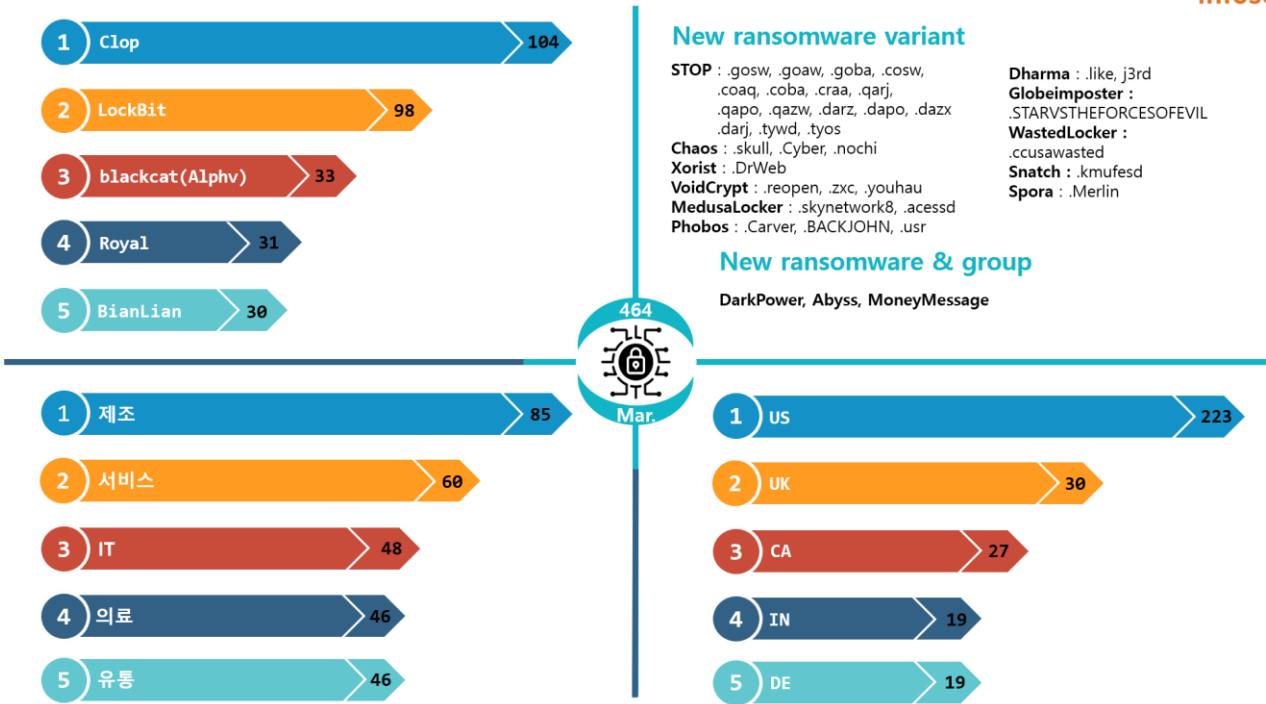 1 Clop 104
2 LockBit 98
3 blackcat(Alphv) 33
4 Royal 31
5 BianLian 30
New ransomware variant
STOP : .gosw, .goaw, .goba, .cosw,
.coaq, .coba, .craa, .qarj,
.qapo, .qazw, .darz, .dapo, .dazx
.darj, .tywd, .tyos
Chaos : .skull, .Cyber, .nochi
Xorist : .DrWeb
VoidCrypt : .reopen, .zxc, .youhau
MedusaLocker : .skynetwork8, .acessd
Phobos : .Carver, .BACKJOHN, .usr
Dharma : .like, j3rd
Globeimposter :
.STARVSTHEFORCESOFEVIL
WastedLocker :
.ccusawasted
Snatch : .kmufesd
Spora : .Merlin
New ransomware & group
DarkPower, Abyss, MoneyMessage
464
Mar.
1 제조 85
2 서비스 60
3 IT 48
4 의료 46
5 유통 46
1 US 223
2 UK 30
3 CA 27
4 IN 19
5 DE 19